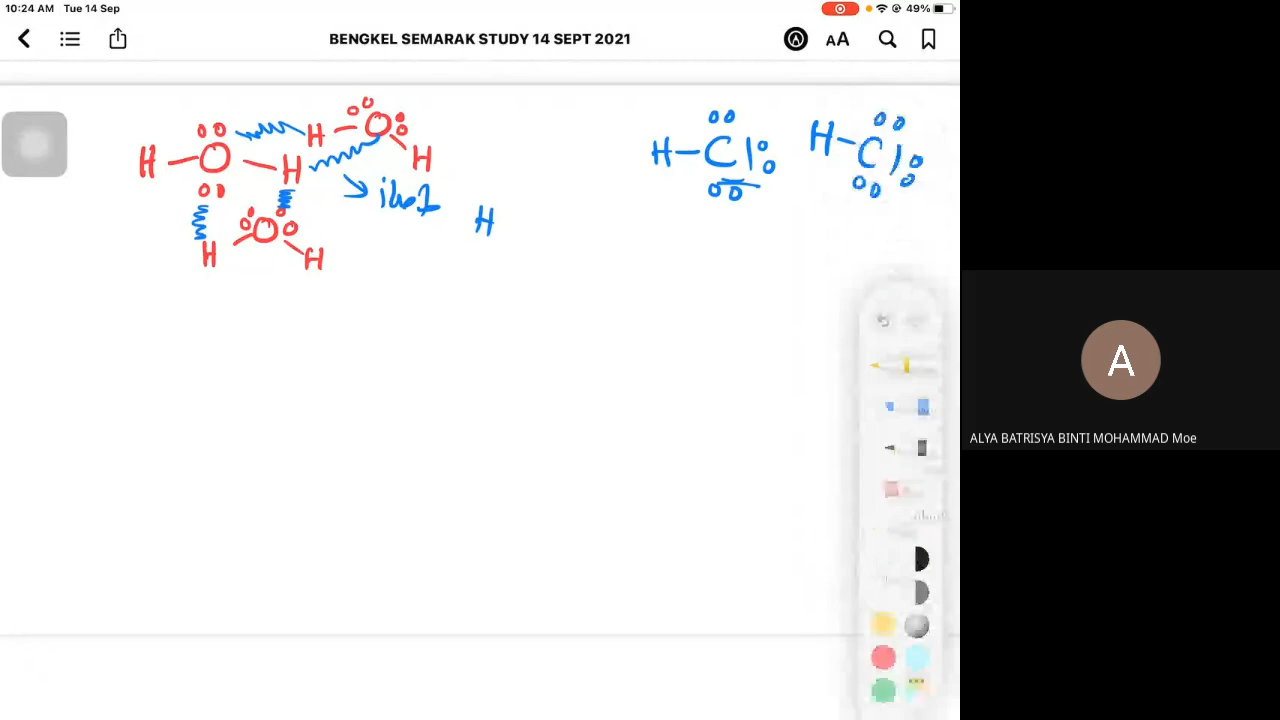 10:24 AM Tue 14 Sep
49%
AA
BENGKEL SEMARAK STUDY 14 SEPT 2021
H O H
H O H
H O H
H
H Cl
H Cl
A
ALYA BATRISYA BINTI MOHAMMAD Moe